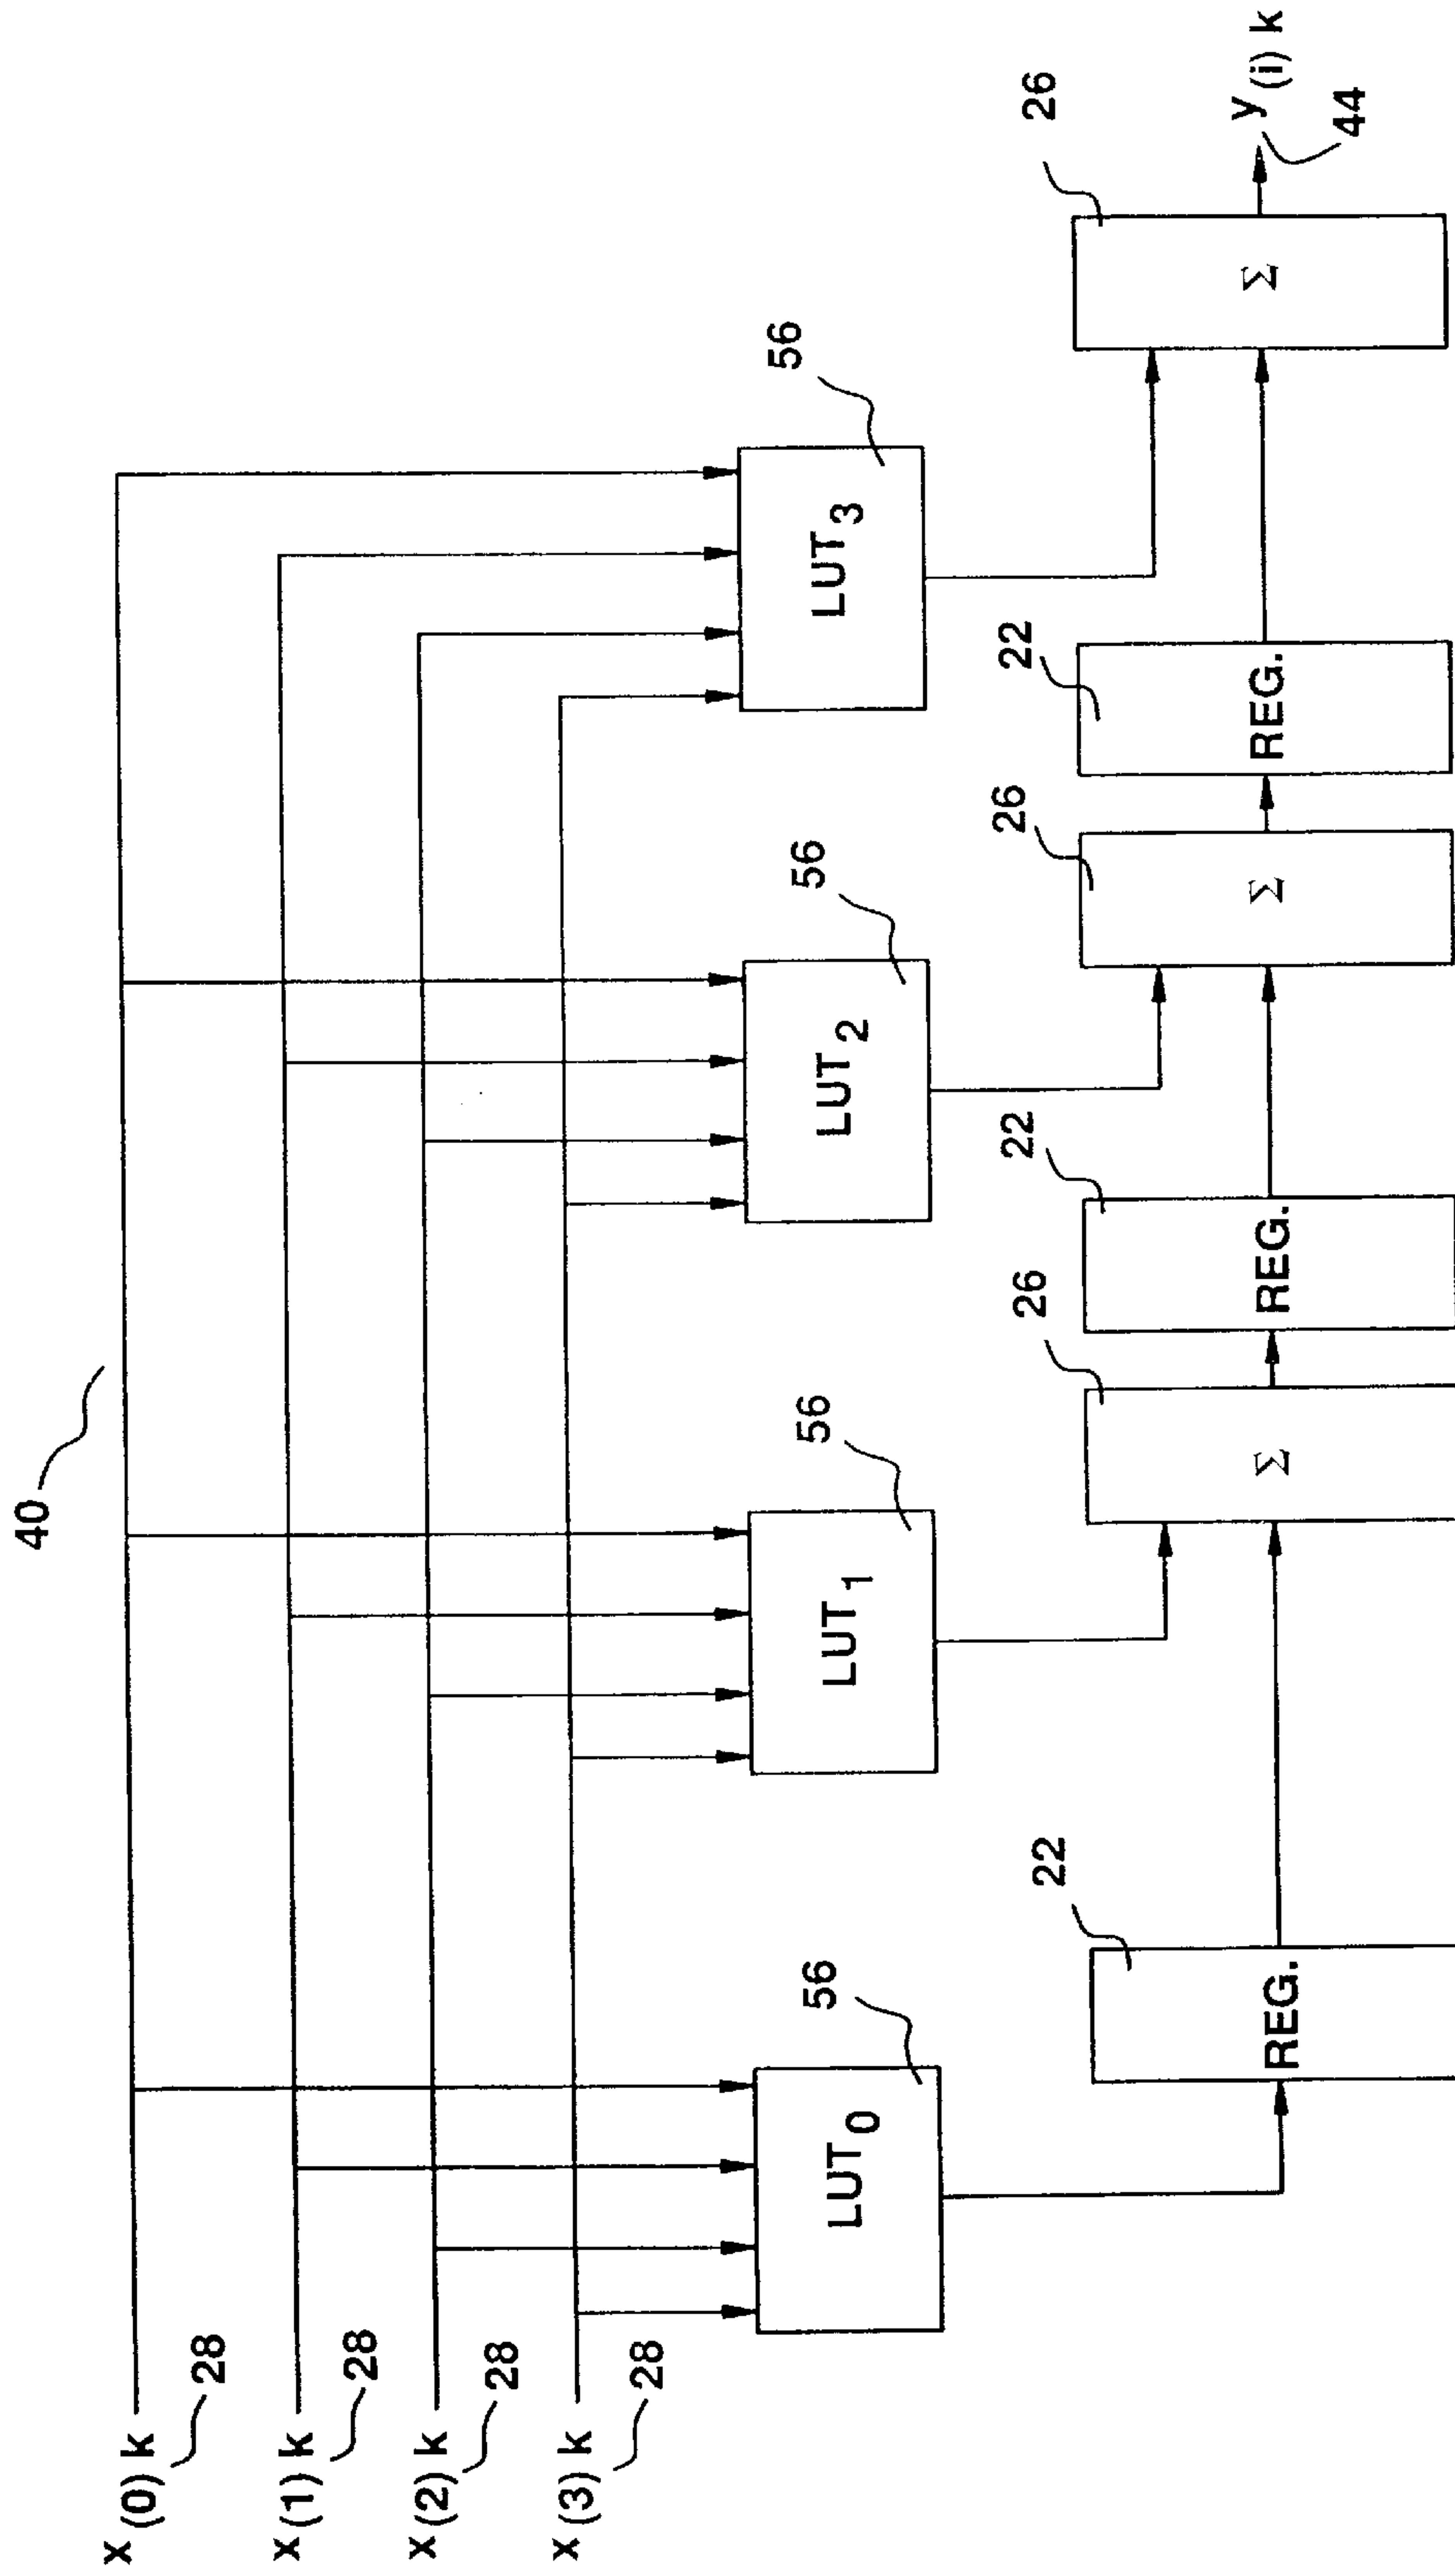 40
x(0) k
28
x(1) k
28
x(2) k
28
x(3) k
28
LUT0
56
LUT1
56
LUT2
56
LUT3
56
REG.
22
Σ
26
REG.
22
Σ
26
REG.
22
Σ
26
y(i) k
44